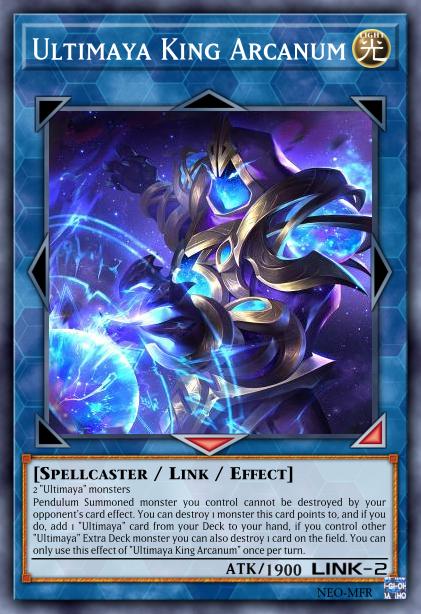 ULTIMAYA KING ARCANUM
LIGHT
光
[SPELLCASTER / LINK / EFFECT]
2 "Ultimaya" monsters
Pendulum Summoned monster you control cannot be destroyed by your
opponent's card effect. You can destroy 1 monster this card points to, and if you
do, add 1 "Ultimaya" card from your Deck to your hand, if you control other
"Ultimaya" Extra Deck monster you can also destroy 1 card on the field. You can
only use this effect of "Ultimaya King Arcanum" once per turn.
ATK/1900 LINK-2
NEO-MFR